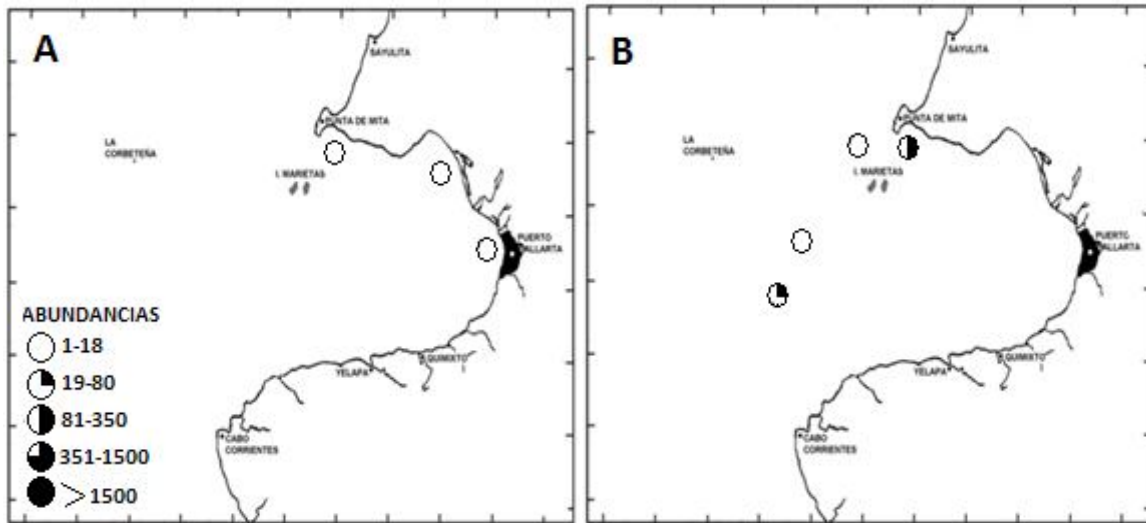 A
SAYULITA
PUNTA DE MITA
LA
CORBETEÑA
I. MARIETAS
PUERTO
VALLARTA
ABUNDANCIAS
1-18
19-80
81-350
351-1500
>1500
QUIMIXTO
YELAPA
CABO
CORRIENTES
B
SAYULITA
PUNTA DE MITA
LA
CORBETEÑA
I. MARIETAS
PUERTO
VALLARTA
QUIMIXTO
YELAPA
CABO
CORRIENTES